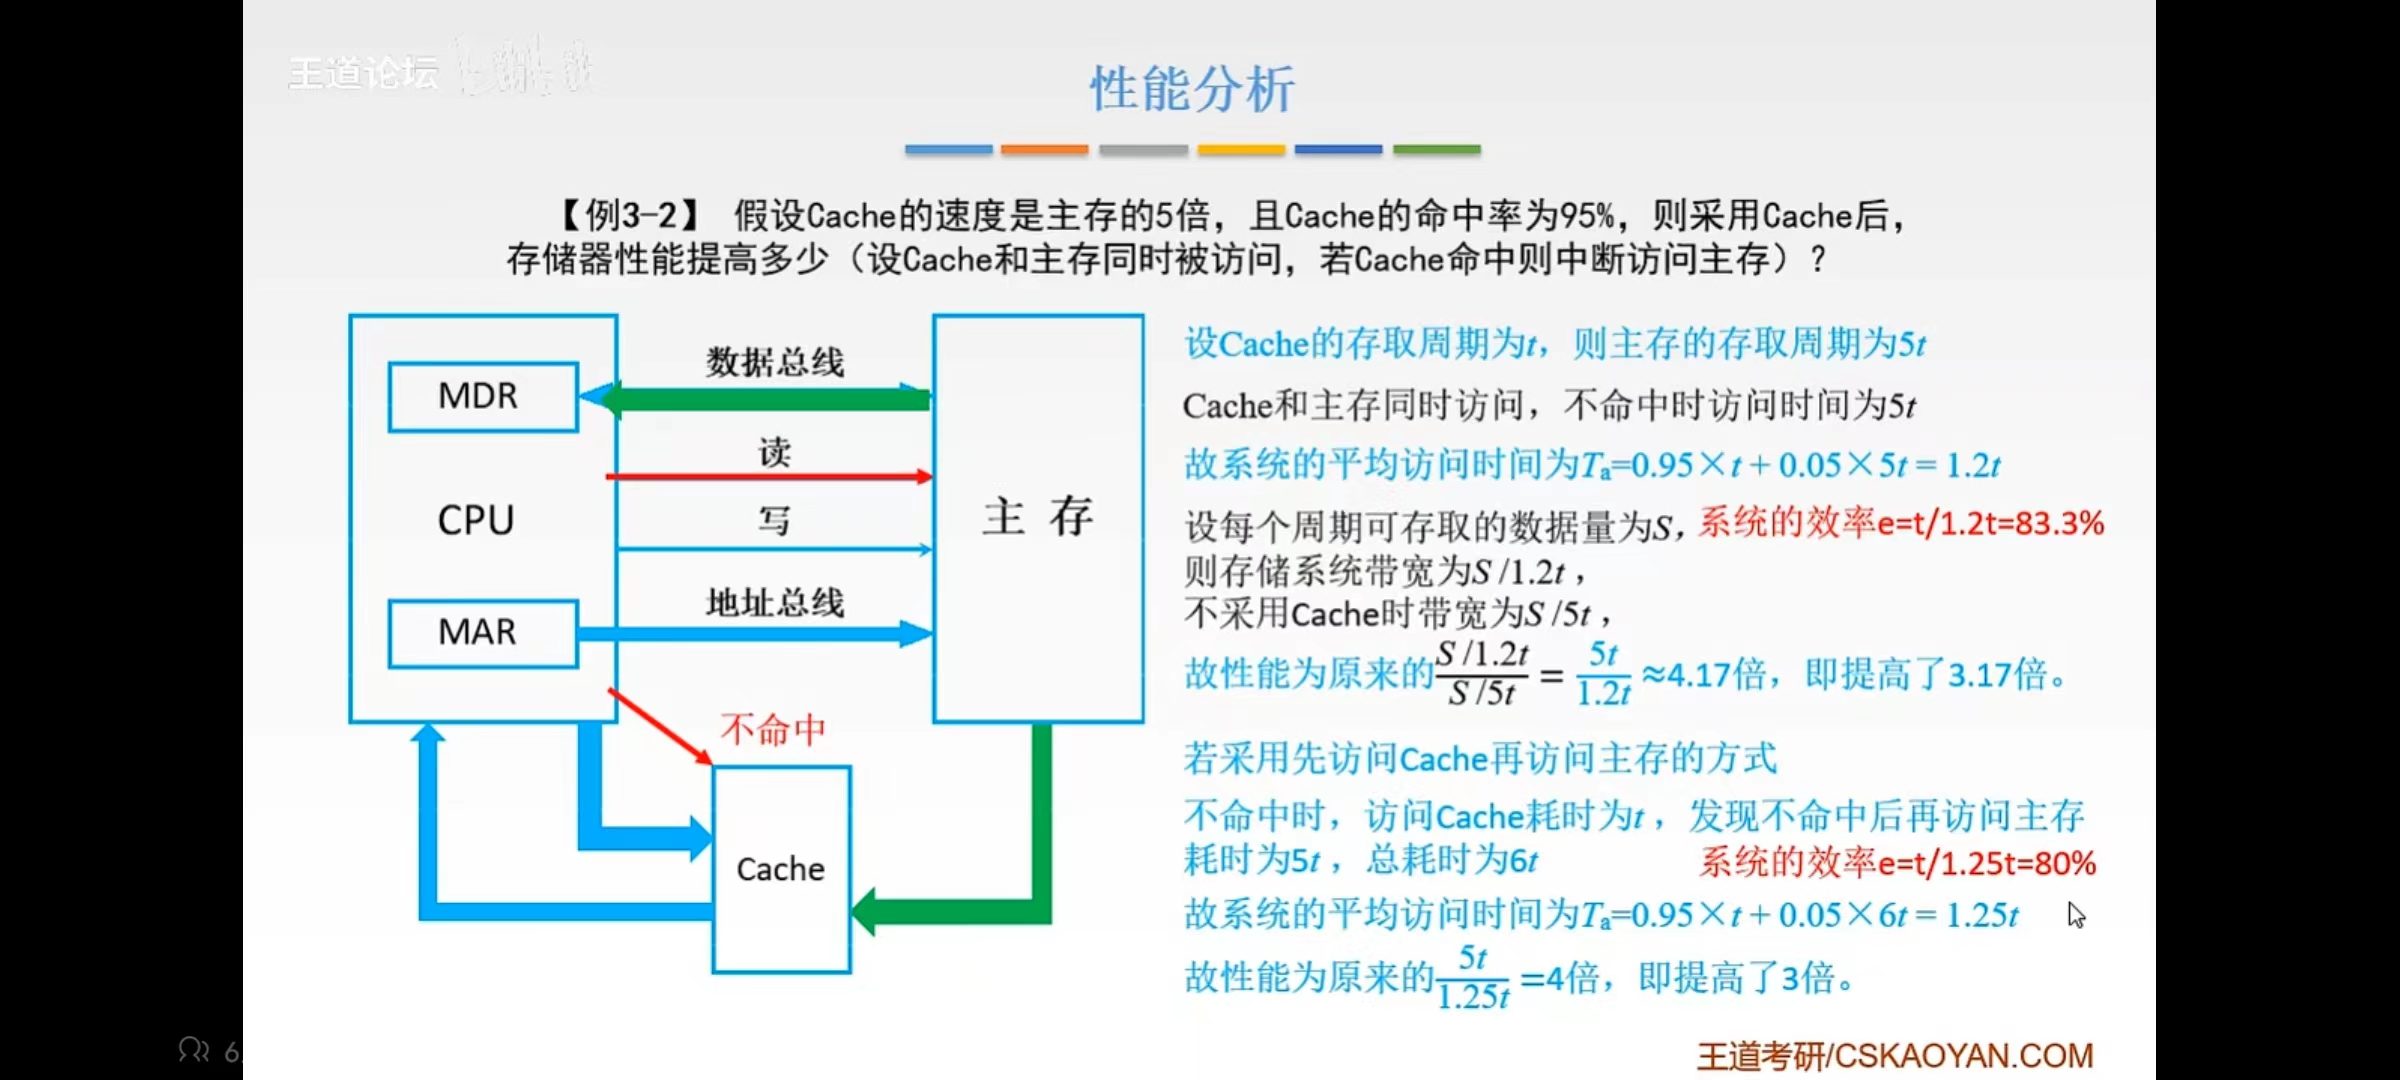 王道论坛
性能分析
【例3-2】 假设Cache的速度是主存的5倍，且Cache的命中率为95%，则采用Cache后，
存储器性能提高多少（设Cache和主存同时被访问，若Cache命中则中断访问主存）？
MDR
CPU
MAR
数据总线
读
写
地址总线
主 存
不命中
Cache
设Cache的存取周期为t，则主存的存取周期为5t
Cache和主存同时访问，不命中时访问时间为5t
故系统的平均访问时间为Ta=0.95×t + 0.05×5t = 1.2t
设每个周期可存取的数据量为S，系统的效率e=t/1.2t=83.3%
则存储系统带宽为S /1.2t ，
不采用Cache时带宽为S /5t ，
故性能为原来的 S /1.2t / S /5t = 5t / 1.2t ≈4.17倍，即提高了3.17倍。
若采用先访问Cache再访问主存的方式
不命中时，访问Cache耗时为t ，发现不命中后再访问主存
耗时为5t ，总耗时为6t 系统的效率e=t/1.25t=80%
故系统的平均访问时间为Ta=0.95×t + 0.05×6t = 1.25t
故性能为原来的 5t / 1.25t =4倍，即提高了3倍。
6
王道考研/CSKAOYAN.COM